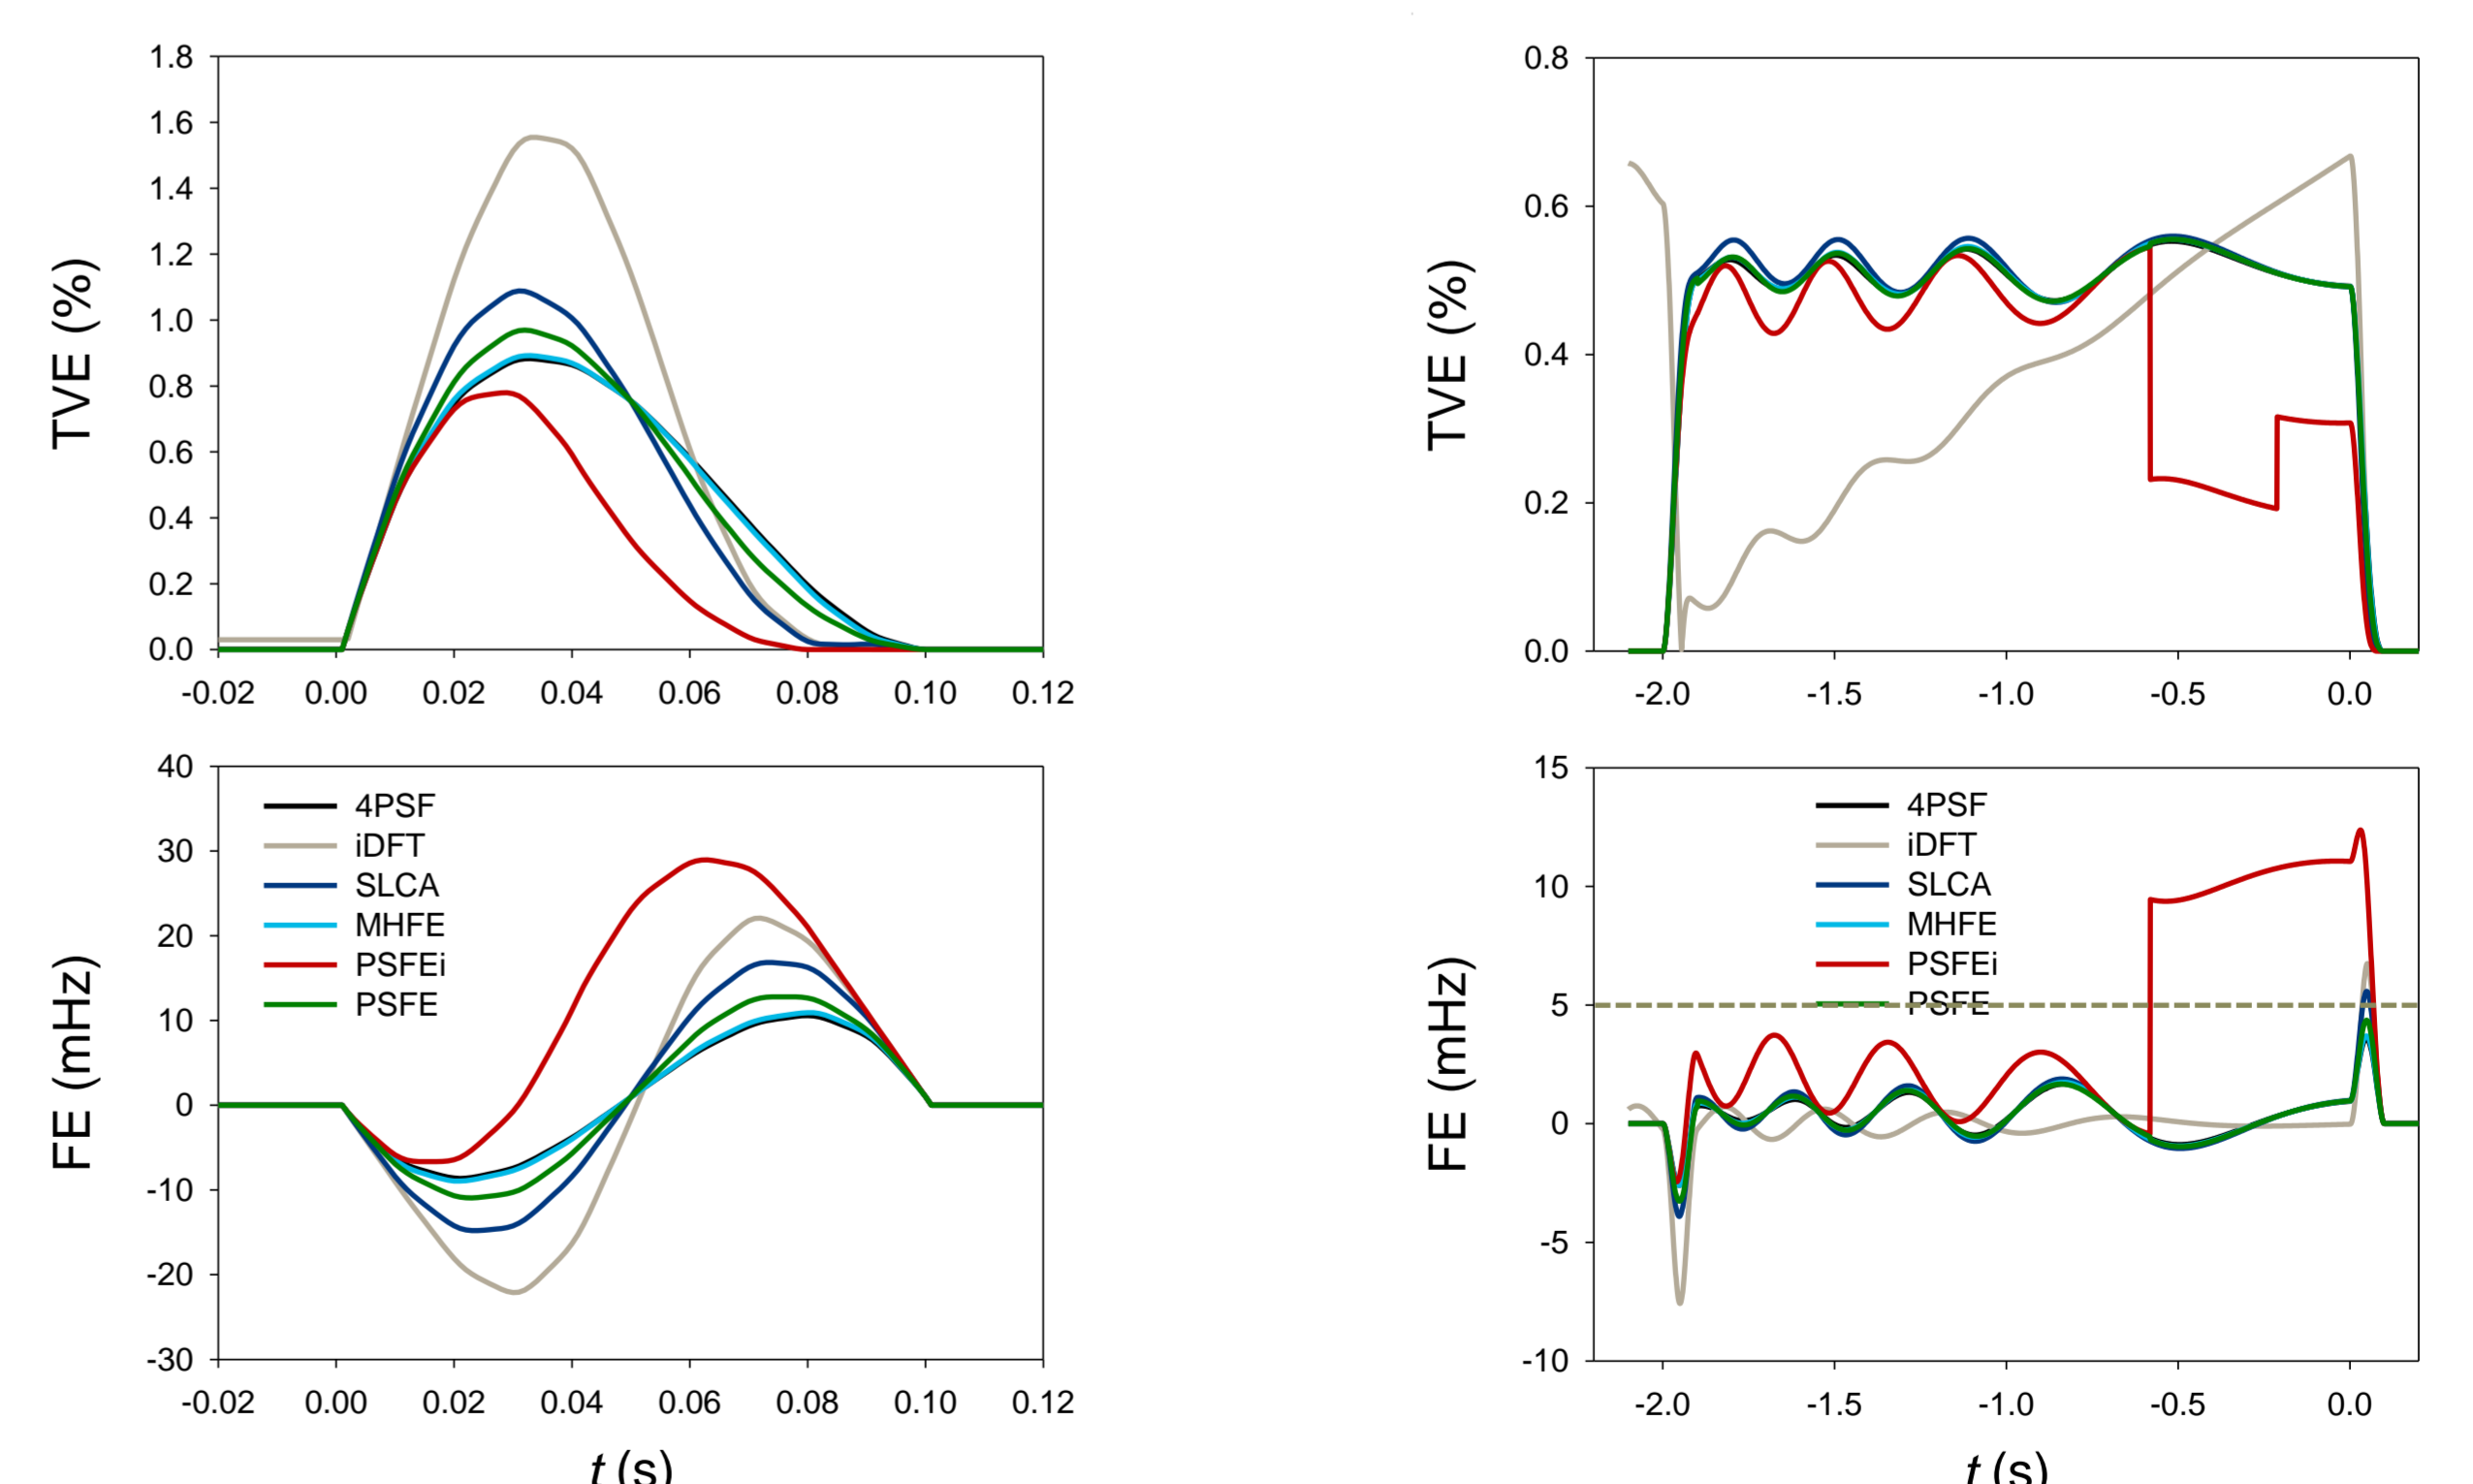 1.8
1.6
1.4
1.2
1.0
0.8
0.6
0.4
0.2
0.0
TVE (%)
-0.02 0.00 0.02 0.04 0.06 0.08 0.10 0.12
0.8
0.6
0.4
0.2
0.0
TVE (%)
-2.0 -1.5 -1.0 -0.5 0.0
40
30
20
10
0
-10
-20
-30
FE (mHz)
4PSF
iDFT
SLCA
MHFE
PSFEi
PSFE
-0.02 0.00 0.02 0.04 0.06 0.08 0.10 0.12
t (s)
15
10
5
0
-5
-10
FE (mHz)
4PSF
iDFT
SLCA
MHFE
PSFEi
PSFE
-2.0 -1.5 -1.0 -0.5 0.0
t (s)